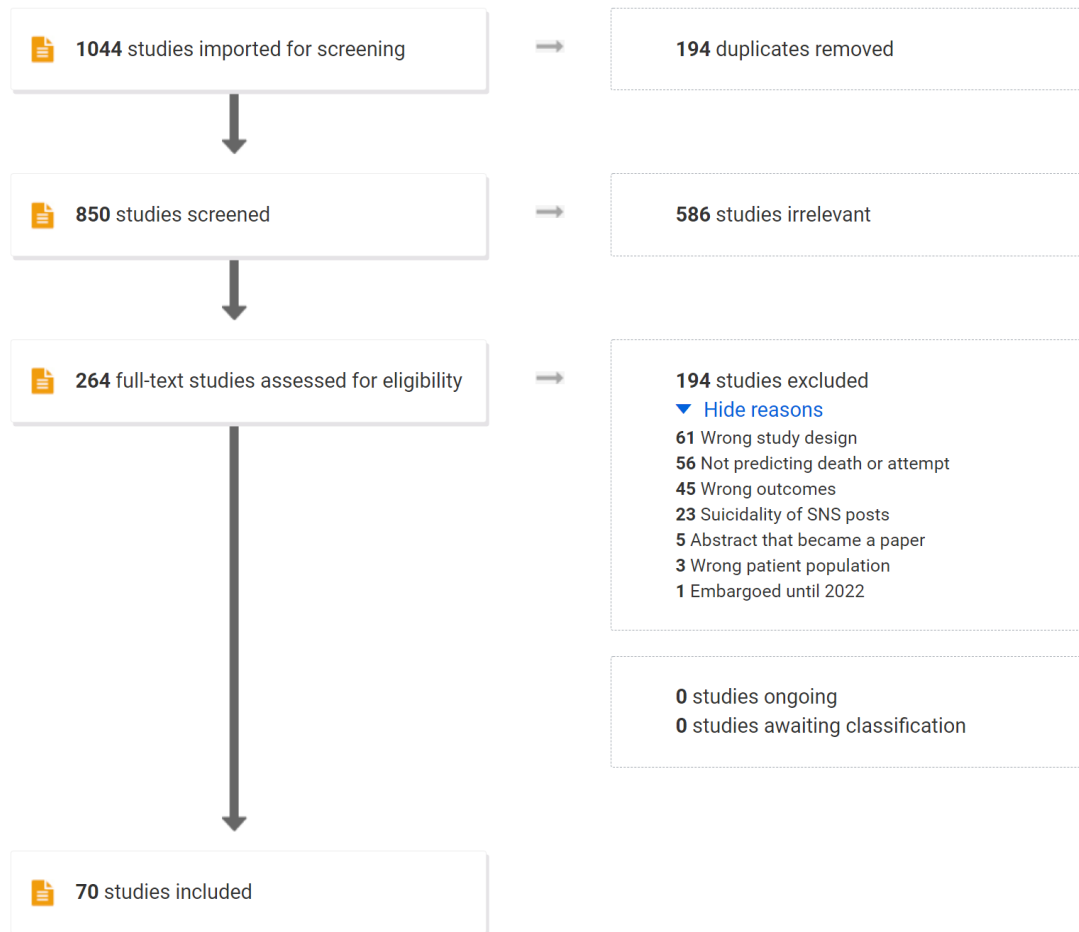 1044 studies imported for screening
194 duplicates removed
850 studies screened
586 studies irrelevant
264 full-text studies assessed for eligibility
194 studies excluded
Hide reasons
61 Wrong study design
56 Not predicting death or attempt
45 Wrong outcomes
23 Suicidality of SNS posts
5 Abstract that became a paper
3 Wrong patient population
1 Embargoed until 2022
0 studies ongoing
0 studies awaiting classification
70 studies included